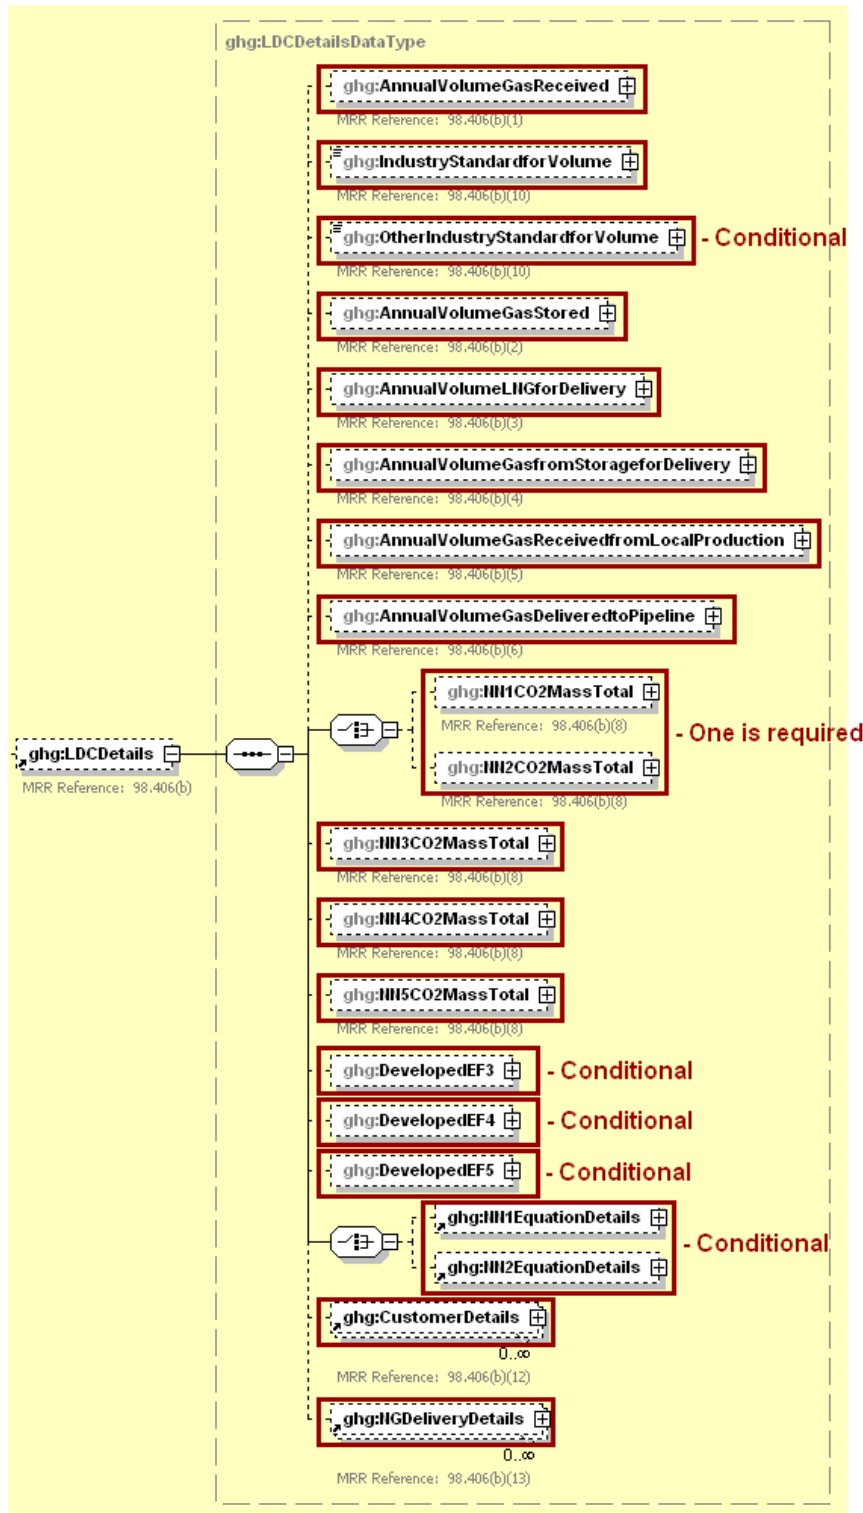 ghg:LDCDetailsDataType
ghg:AnnualVolumeGasReceived
MRR Reference: 98.406(b)(1)
ghg:IndustryStandardforVolume
MRR Reference: 98.406(b)(10)
ghg:OtherIndustryStandardforVolume - Conditional
MRR Reference: 98.406(b)(10)
ghg:AnnualVolumeGasStored
MRR Reference: 98.406(b)(2)
ghg:AnnualVolumeLNGforDelivery
MRR Reference: 98.406(b)(3)
ghg:AnnualVolumeGasfromStorageforDelivery
MRR Reference: 98.406(b)(4)
ghg:AnnualVolumeGasReceivedfromLocalProduction
MRR Reference: 98.406(b)(5)
ghg:AnnualVolumeGasDeliveredtoPipeline
MRR Reference: 98.406(b)(6)
ghg:NN1CO2MassTotal
MRR Reference: 98.406(b)(8)
- One is required
ghg:LDCDetails
MRR Reference: 98.406(b)
ghg:NN2CO2MassTotal
MRR Reference: 98.406(b)(8)
ghg:NN3CO2MassTotal
MRR Reference: 98.406(b)(8)
ghg:NN4CO2MassTotal
MRR Reference: 98.406(b)(8)
ghg:NN5CO2MassTotal
MRR Reference: 98.406(b)(8)
ghg:DevelopedEF3 - Conditional
ghg:DevelopedEF4 - Conditional
ghg:DevelopedEF5 - Conditional
ghg:NN1EquationDetails
- Conditional
ghg:NN2EquationDetails
ghg:CustomerDetails
0..∞
MRR Reference: 98.406(b)(12)
ghg:NGDeliveryDetails
0..∞
MRR Reference: 98.406(b)(13)